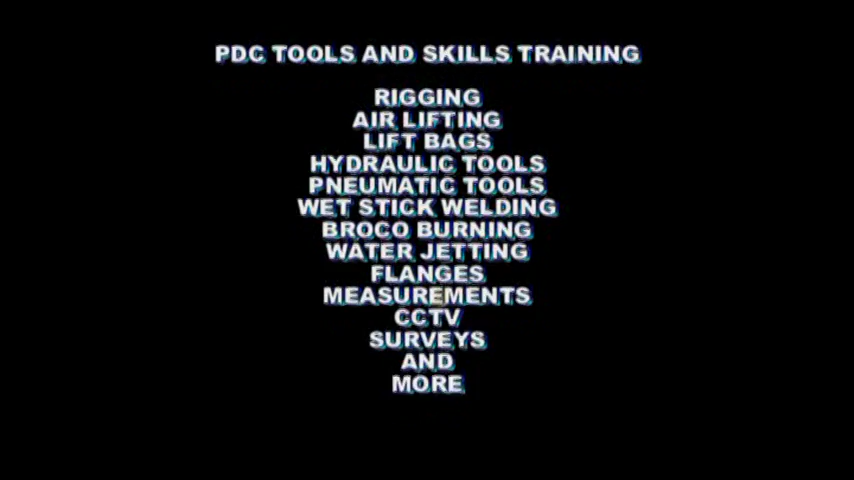 PDC TOOLS AND SKILLS TRAINING
RIGGING
AIR LIFTING
LIFT BAGS
HYDRAULIC TOOLS
PNEUMATIC TOOLS
WET STICK WELDING
BROCO BURNING
WATER JETTING
FLANGES
MEASUREMENTS
CCTV
SURVEYS
AND
MORE